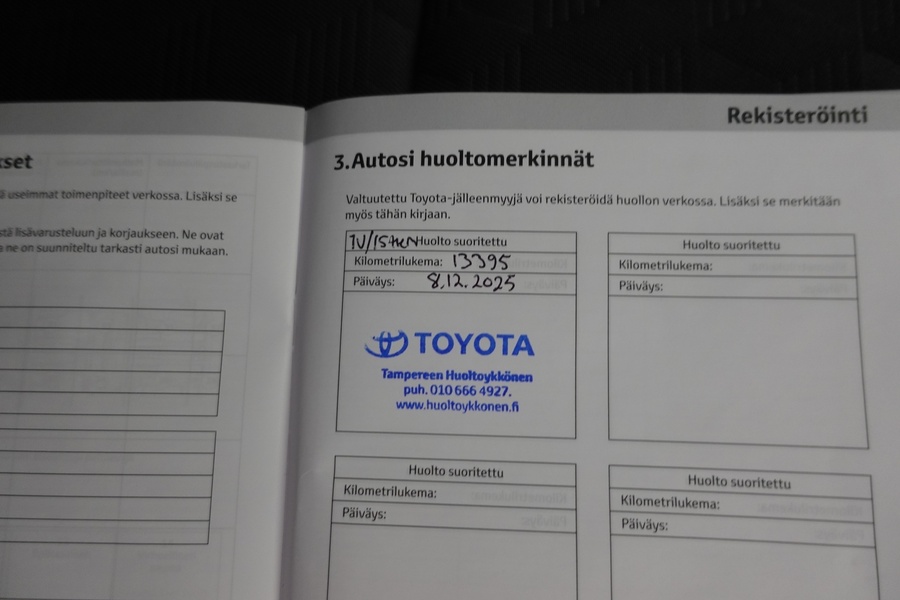 set
useimmat toimenpiteet verkossa. Lisäksi se
lisävarusteluun ja korjaukseen. Ne ovat
ne on suunniteltu tarkasti autosi mukaan.
Rekisteröinti
3. Autosi huoltomerkinnät
Valtuutettu Toyota-jälleenmyyjä voi rekisteröidä huollon verkossa. Lisäksi se merkitään
myös tähän kirjaan.
1V/15tkm Huolto suoritettu
Kilometrilukema: 13395
Päiväys: 8.12.2025
TOYOTA
Tampereen Huoltoykkönen
puh. 010 666 4927.
www.huoltoykkonen.fi
Huolto suoritettu
Kilometrilukema:
Päiväys:
Huolto suoritettu
Kilometrilukema:
Päiväys:
Huolto suoritettu
Kilometrilukema:
Päiväys: